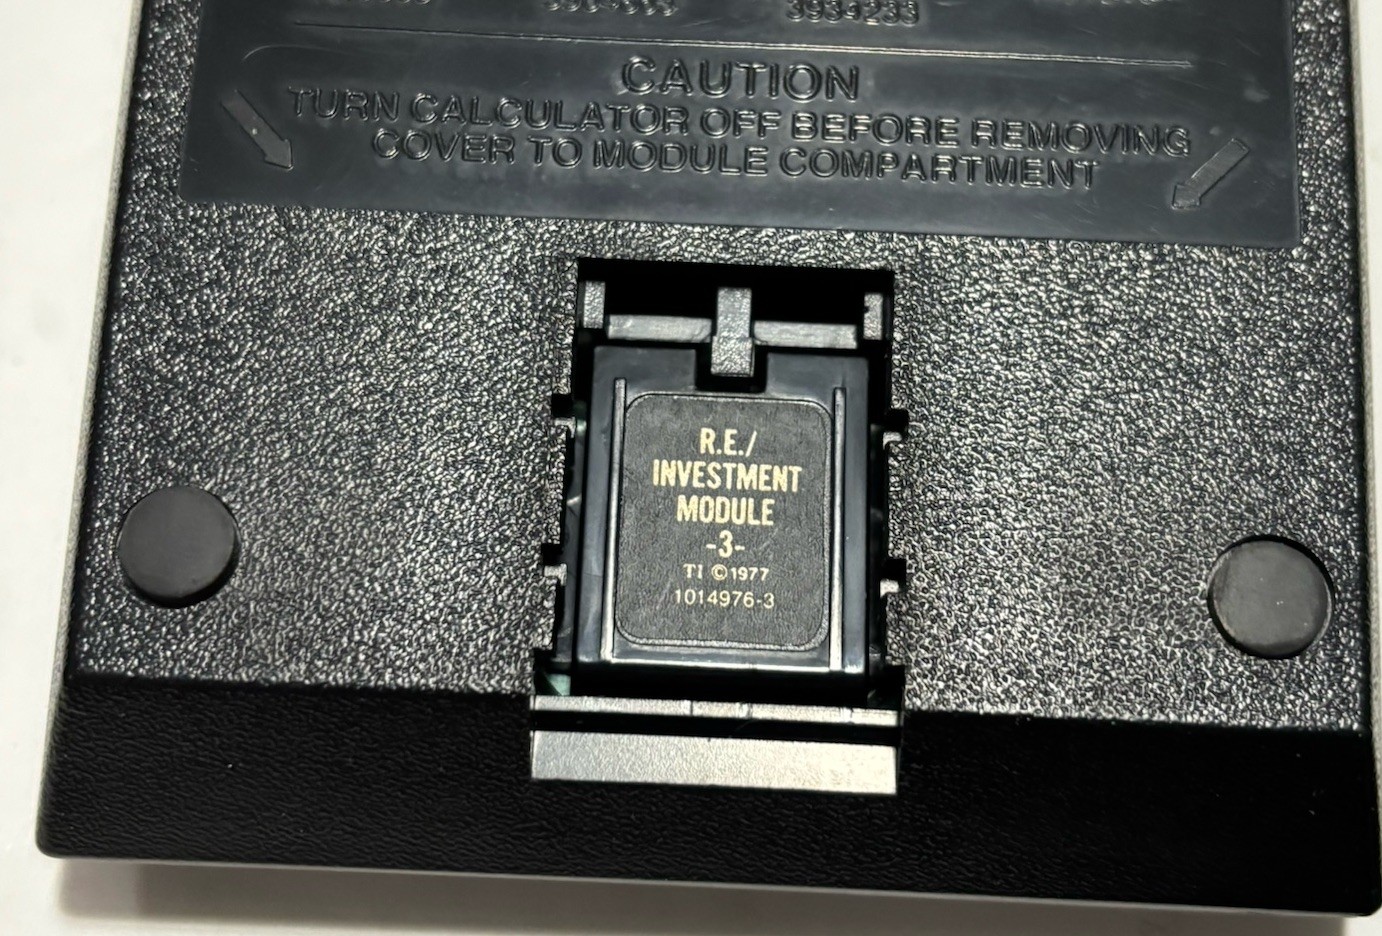 3934233
CAUTION
TURN CALCULATOR OFF BEFORE REMOVING
COVER TO MODULE COMPARTMENT
R.E./
INVESTMENT
MODULE
-3-
TI ©1977
1014976-3